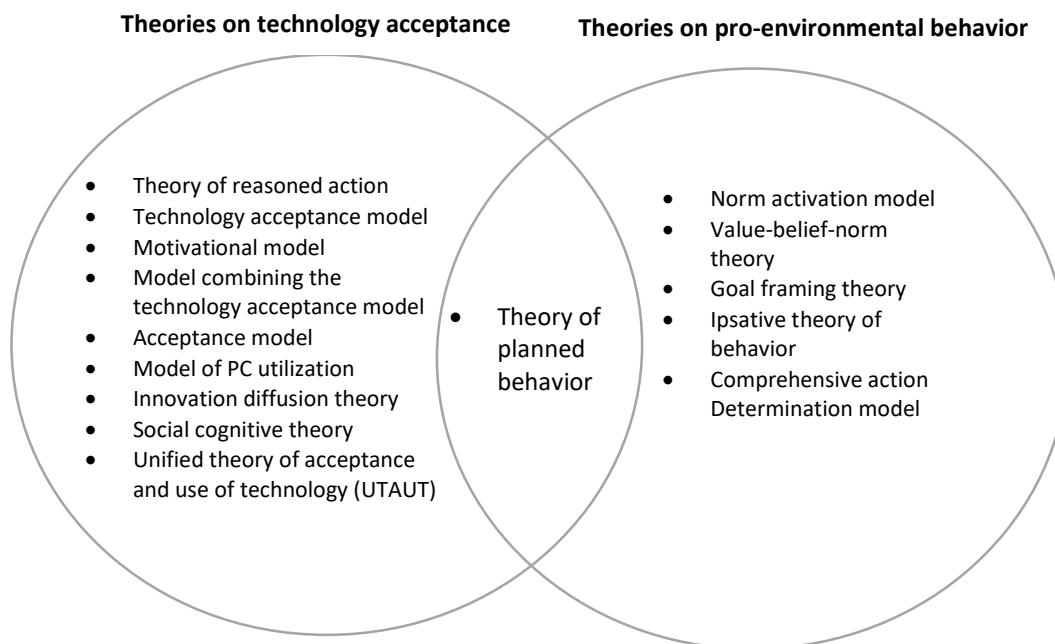 Theories on technology acceptance
Theories on pro-environmental behavior
• Theory of reasoned action
• Technology acceptance model
• Motivational model
• Model combining the
technology acceptance model
• Acceptance model
• Model of PC utilization
• Innovation diffusion theory
• Social cognitive theory
• Unified theory of acceptance
and use of technology (UTAUT)
• Theory of
planned
behavior
• Norm activation model
• Value-belief-norm
theory
• Goal framing theory
• Ipsative theory of
behavior
• Comprehensive action
Determination model